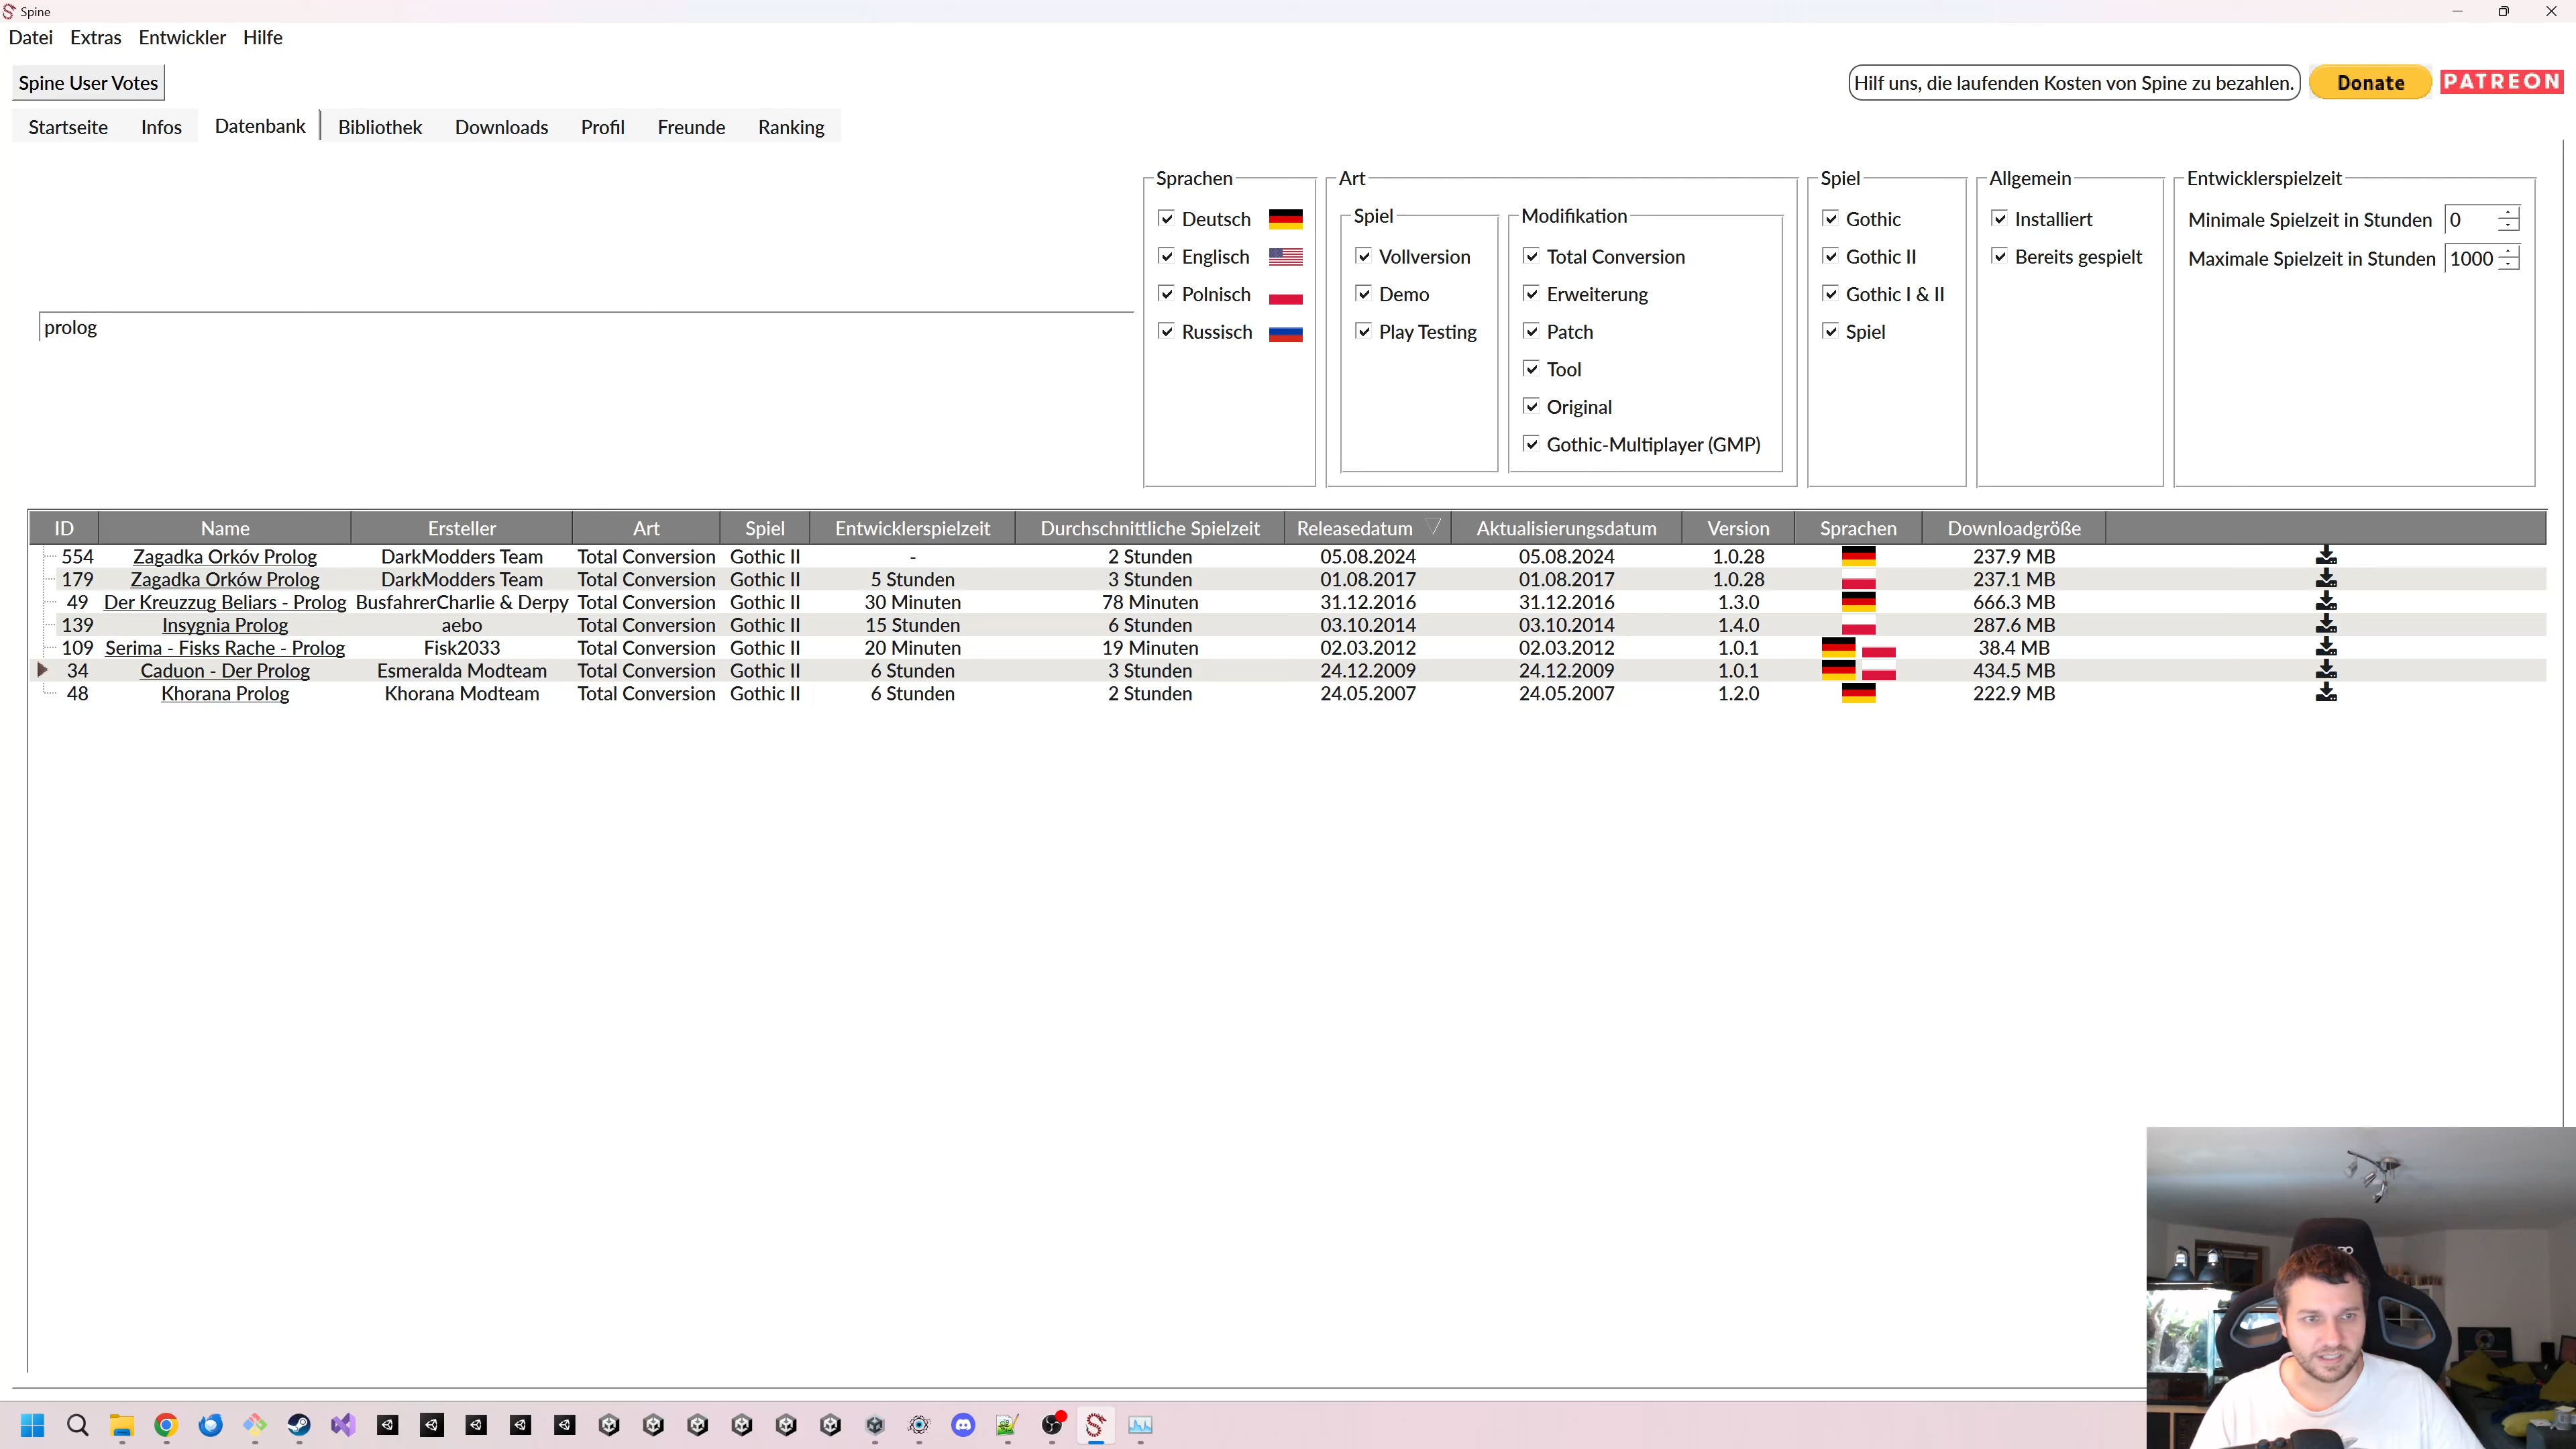 Spine
Datei Extras Entwickler Hilfe
Spine User Votes
Hilf uns, die laufenden Kosten von Spine zu bezahlen. Donate PATREON
Startseite Infos Datenbank Bibliothek Downloads Profil Freunde Ranking
prolog
Sprachen
Deutsch
Englisch
Polnisch
Russisch
Art
Spiel
Vollversion
Demo
Play Testing
Modifikation
Total Conversion
Erweiterung
Patch
Tool
Original
Gothic-Multiplayer (GMP)
Spiel
Gothic
Gothic II
Gothic I & II
Spiel
Allgemein
Installiert
Bereits gespielt
Entwicklerspielzeit
Minimale Spielzeit in Stunden 0
Maximale Spielzeit in Stunden 1000
ID Name Ersteller Art Spiel Entwicklerspielzeit Durchschnittliche Spielzeit Releasedatum Aktualisierungsdatum Version Sprachen Downloadgröße
554 Zagadka Orkóv Prolog DarkModders Team Total Conversion Gothic II - 2 Stunden 05.08.2024 05.08.2024 1.0.28 237.9 MB
179 Zagadka Orków Prolog DarkModders Team Total Conversion Gothic II 5 Stunden 3 Stunden 01.08.2017 01.08.2017 1.0.28 237.1 MB
49 Der Kreuzzug Beliars - Prolog BusfahrerCharlie & Derpy Total Conversion Gothic II 30 Minuten 78 Minuten 31.12.2016 31.12.2016 1.3.0 666.3 MB
139 Insygnia Prolog aebo Total Conversion Gothic II 15 Stunden 6 Stunden 03.10.2014 03.10.2014 1.4.0 287.6 MB
109 Serima - Fisks Rache - Prolog Fisk2033 Total Conversion Gothic II 20 Minuten 19 Minuten 02.03.2012 02.03.2012 1.0.1 38.4 MB
34 Caduon - Der Prolog Esmeralda Modteam Total Conversion Gothic II 6 Stunden 3 Stunden 24.12.2009 24.12.2009 1.0.1 434.5 MB
48 Khorana Prolog Khorana Modteam Total Conversion Gothic II 6 Stunden 2 Stunden 24.05.2007 24.05.2007 1.2.0 222.9 MB